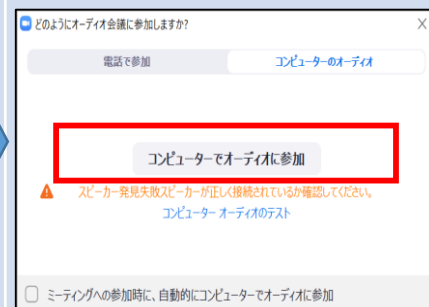 どのようにオーディオ会議に参加しますか?
電話で参加
コンピューターのオーディオ
コンピューターでオーディオに参加
スピーカー発見失敗スピーカーが正しく接続されているか確認してください。
コンピューター オーディオのテスト
ミーティングへの参加時に、自動的にコンピューターでオーディオに参加